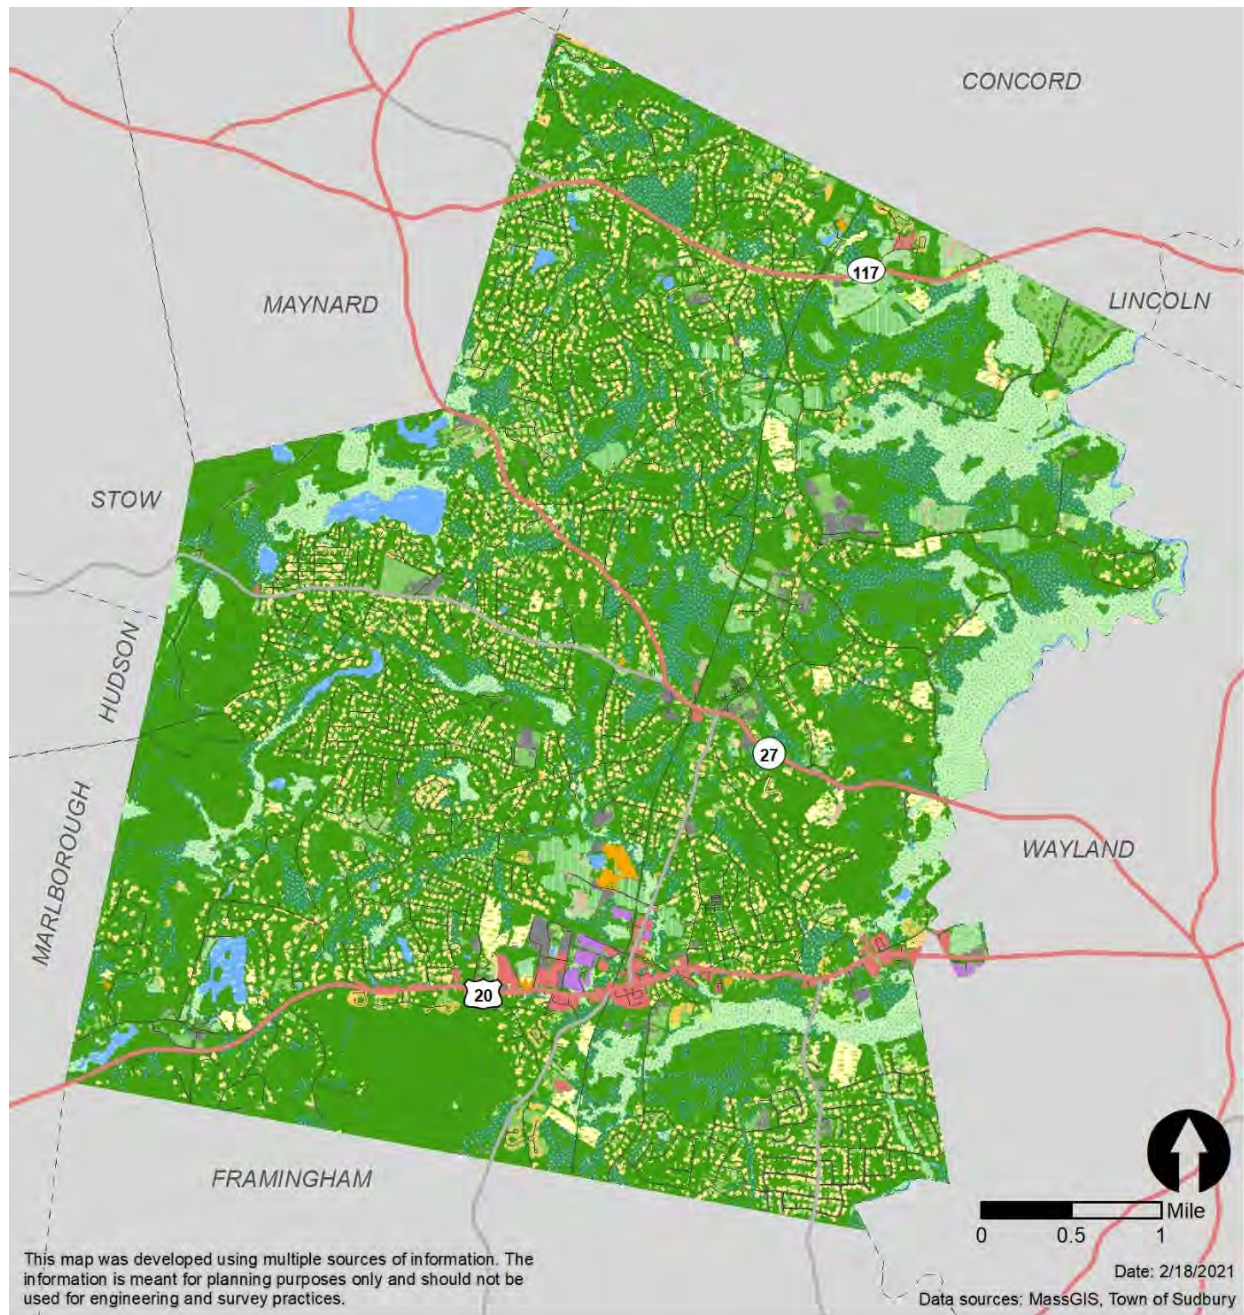 CONCORD
117
LINCOLN
MAYNARD
STOW
HUDSON
27
WAYLAND
MARLBOROUGH
20
FRAMINGHAM
Mile
0 0.5 1
This map was developed using multiple sources of information. The
information is meant for planning purposes only and should not be
used for engineering and survey practices.
Date: 2/18/2021
Data sources: MassGIS, Town of Sudbury